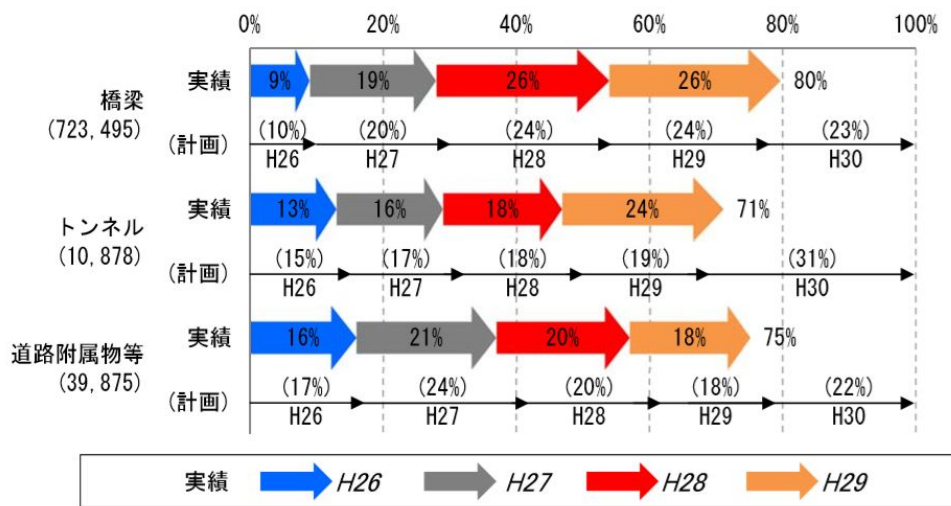 0% 20% 40% 60% 80% 100%
橋梁
(723,495)
実績 9% 19% 26% 26% 80%
(計画) (10%) (20%) (24%) (24%) (23%)
H26 H27 H28 H29 H30
トンネル
(10,878)
実績 13% 16% 18% 24% 71%
(計画) (15%) (17%) (18%) (19%) (31%)
H26 H27 H28 H29 H30
道路附属物等
(39,875)
実績 16% 21% 20% 18% 75%
(計画) (17%) (24%) (20%) (18%) (22%)
H26 H27 H28 H29 H30
実績 H26 H27 H28 H29